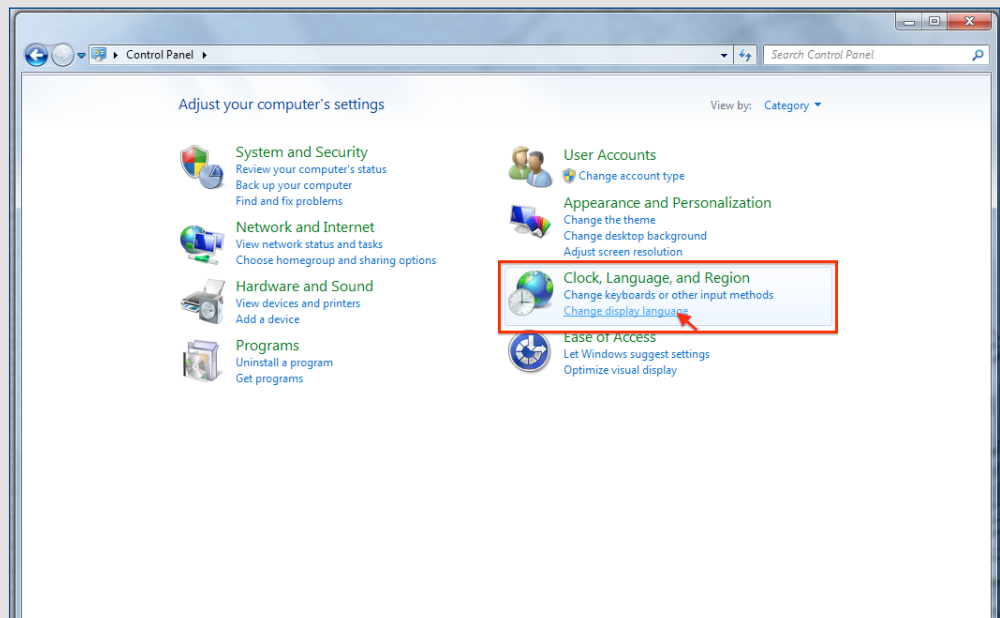 Control Panel
Search Control Panel
Adjust your computer's settings
View by: Category
System and Security
Review your computer's status
Back up your computer
Find and fix problems
Network and Internet
View network status and tasks
Choose homegroup and sharing options
Hardware and Sound
View devices and printers
Add a device
Programs
Uninstall a program
Get programs
User Accounts
Change account type
Appearance and Personalization
Change the theme
Change desktop background
Adjust screen resolution
Clock, Language, and Region
Change keyboards or other input methods
Change display language
Ease of Access
Let Windows suggest settings
Optimize visual display